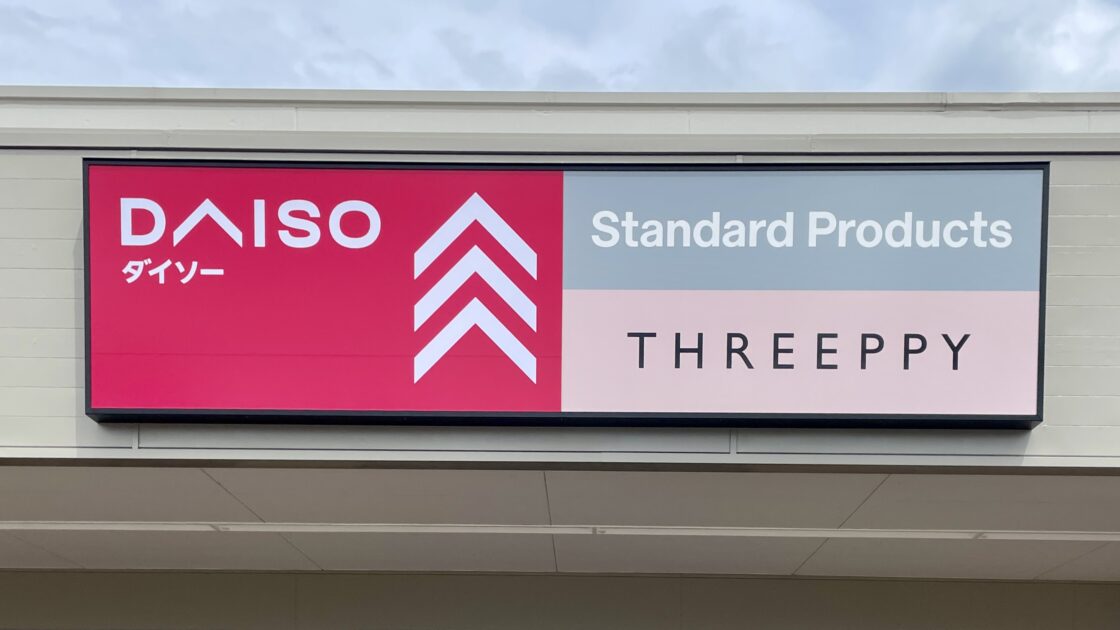 DAISO
ダイソー
Standard Products
THREEPPY